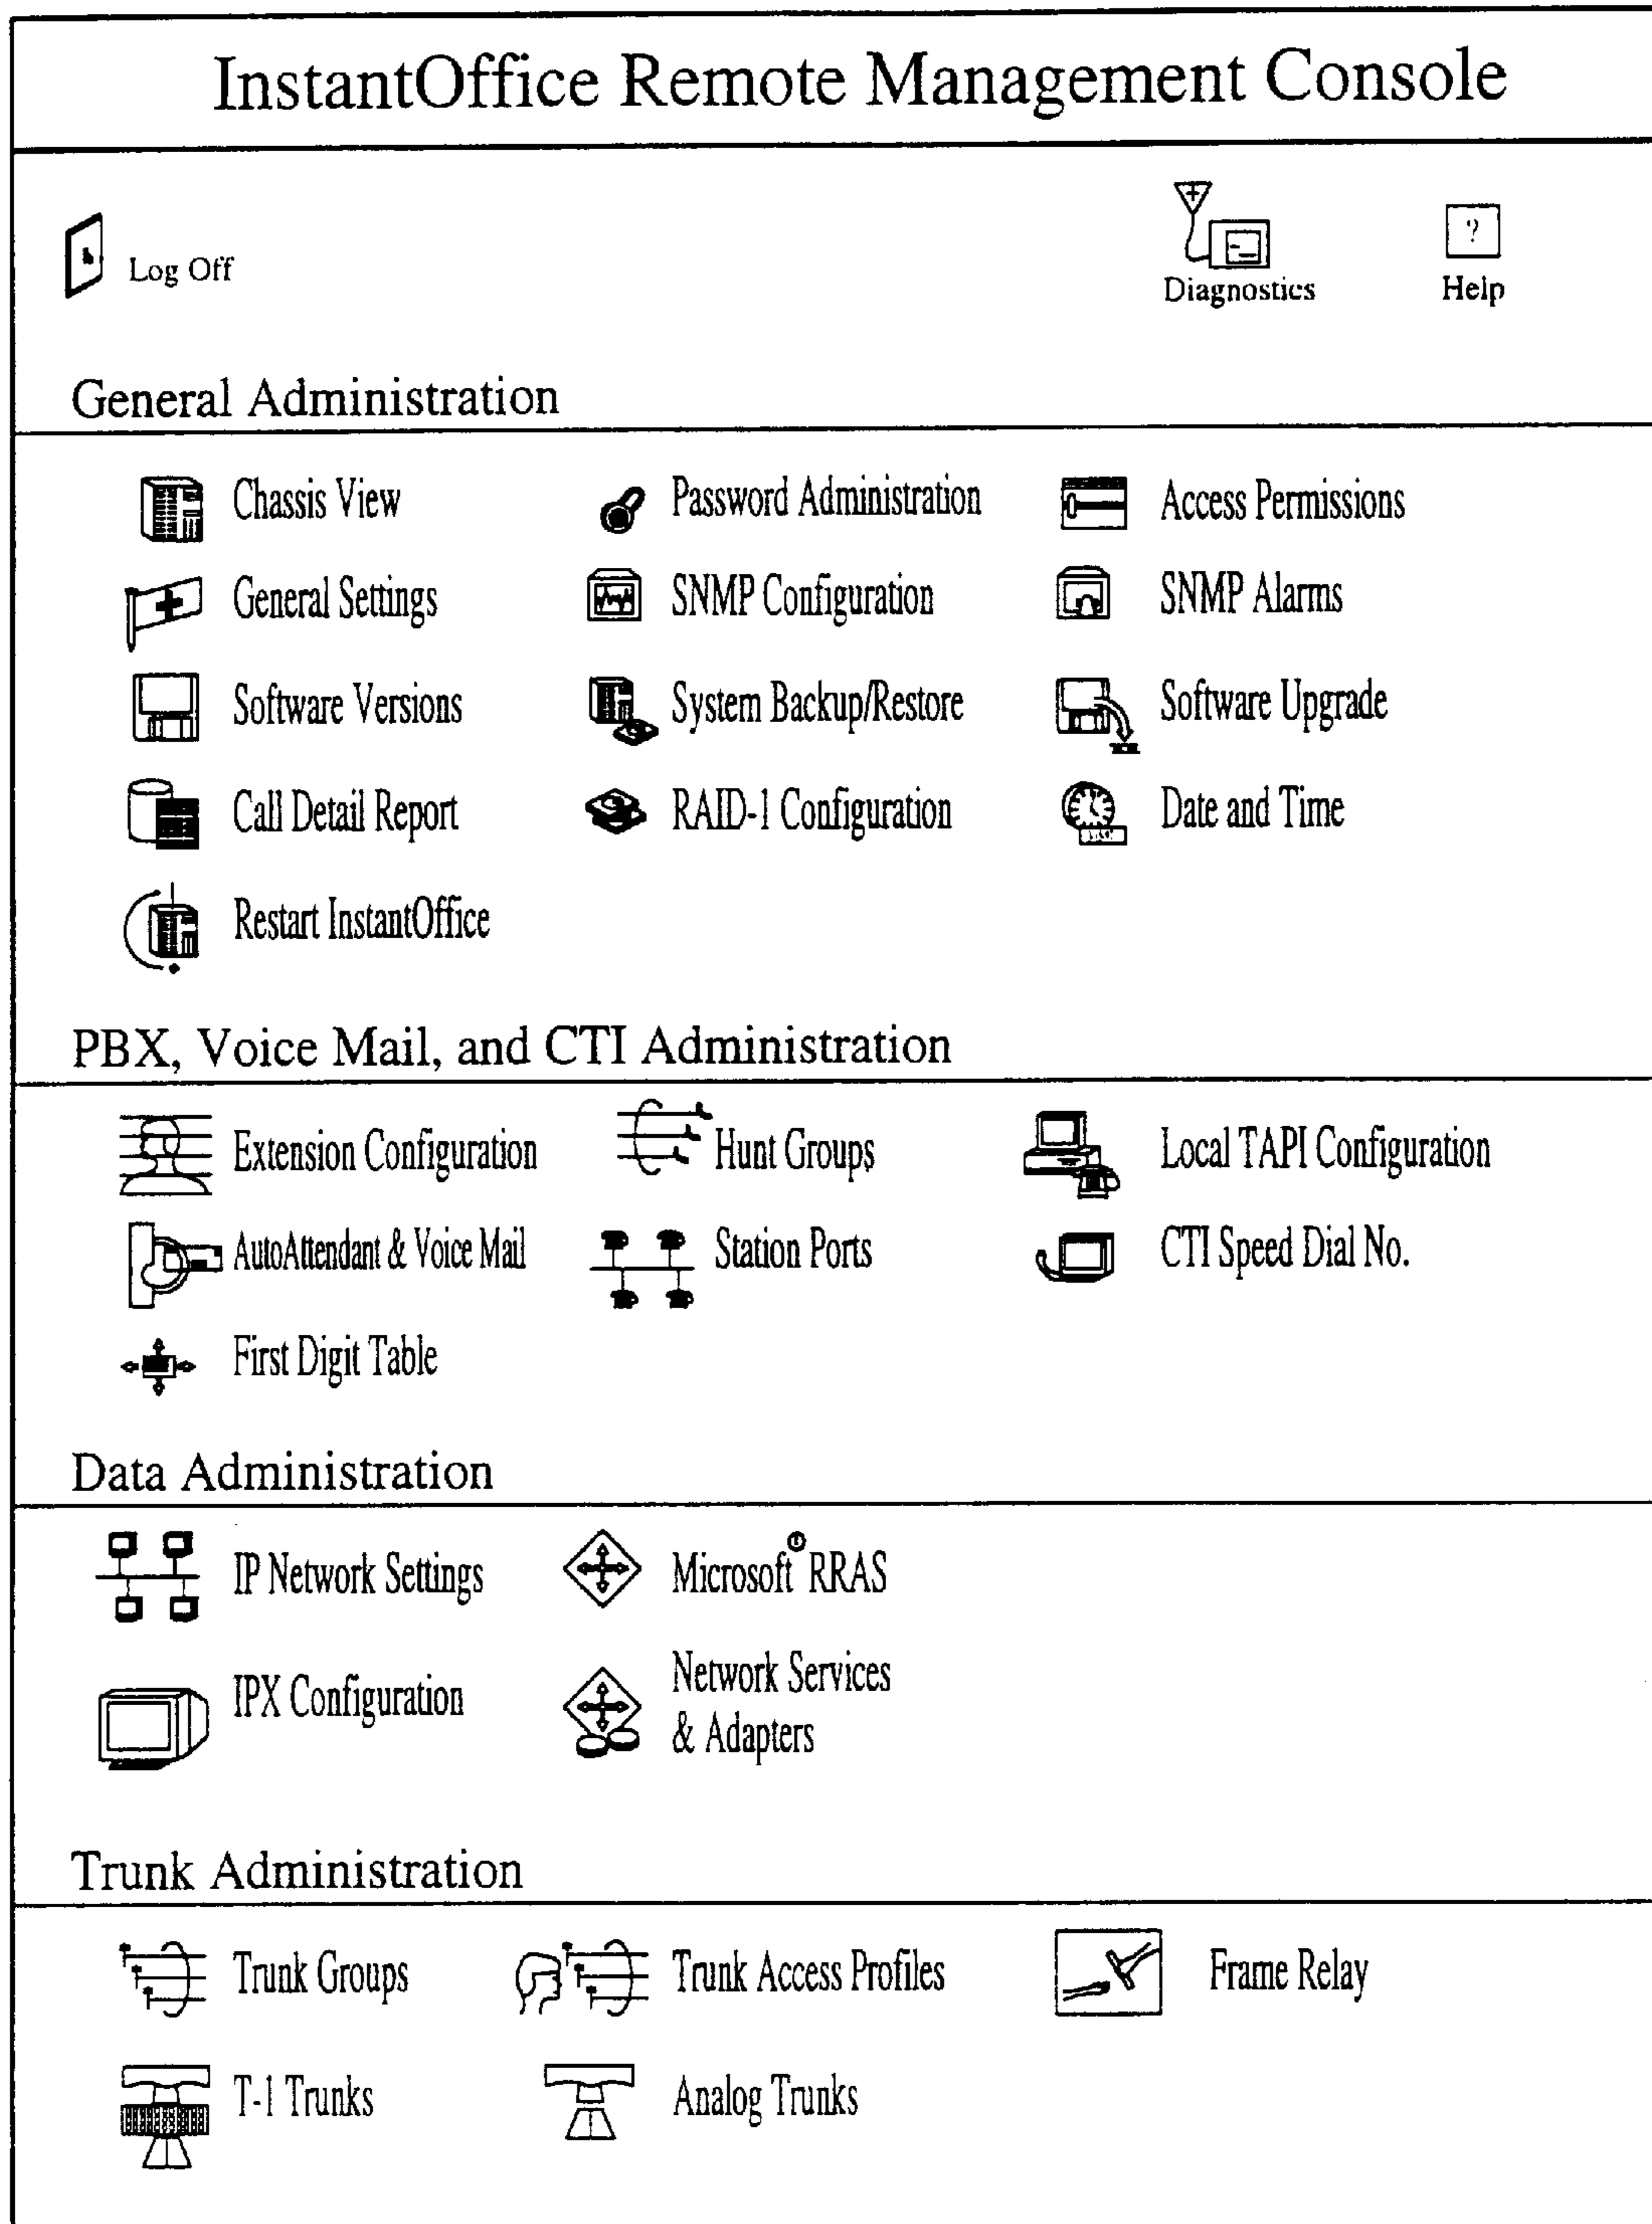 InstantOffice Remote Management Console
Log Off
Diagnostics
?
Help
General Administration
Chassis View
Password Administration
Access Permissions
General Settings
SNMP Configuration
SNMP Alarms
Software Versions
System Backup/Restore
Software Upgrade
Call Detail Report
RAID-1 Configuration
Date and Time
Restart InstantOffice
PBX, Voice Mail, and CTI Administration
Extension Configuration
Hunt Groups
Local TAPI Configuration
AutoAttendant & Voice Mail
Station Ports
CTI Speed Dial No.
First Digit Table
Data Administration
IP Network Settings
Microsoft® RRAS
IPX Configuration
Network Services
& Adapters
Trunk Administration
Trunk Groups
Trunk Access Profiles
Frame Relay
T-1 Trunks
Analog Trunks